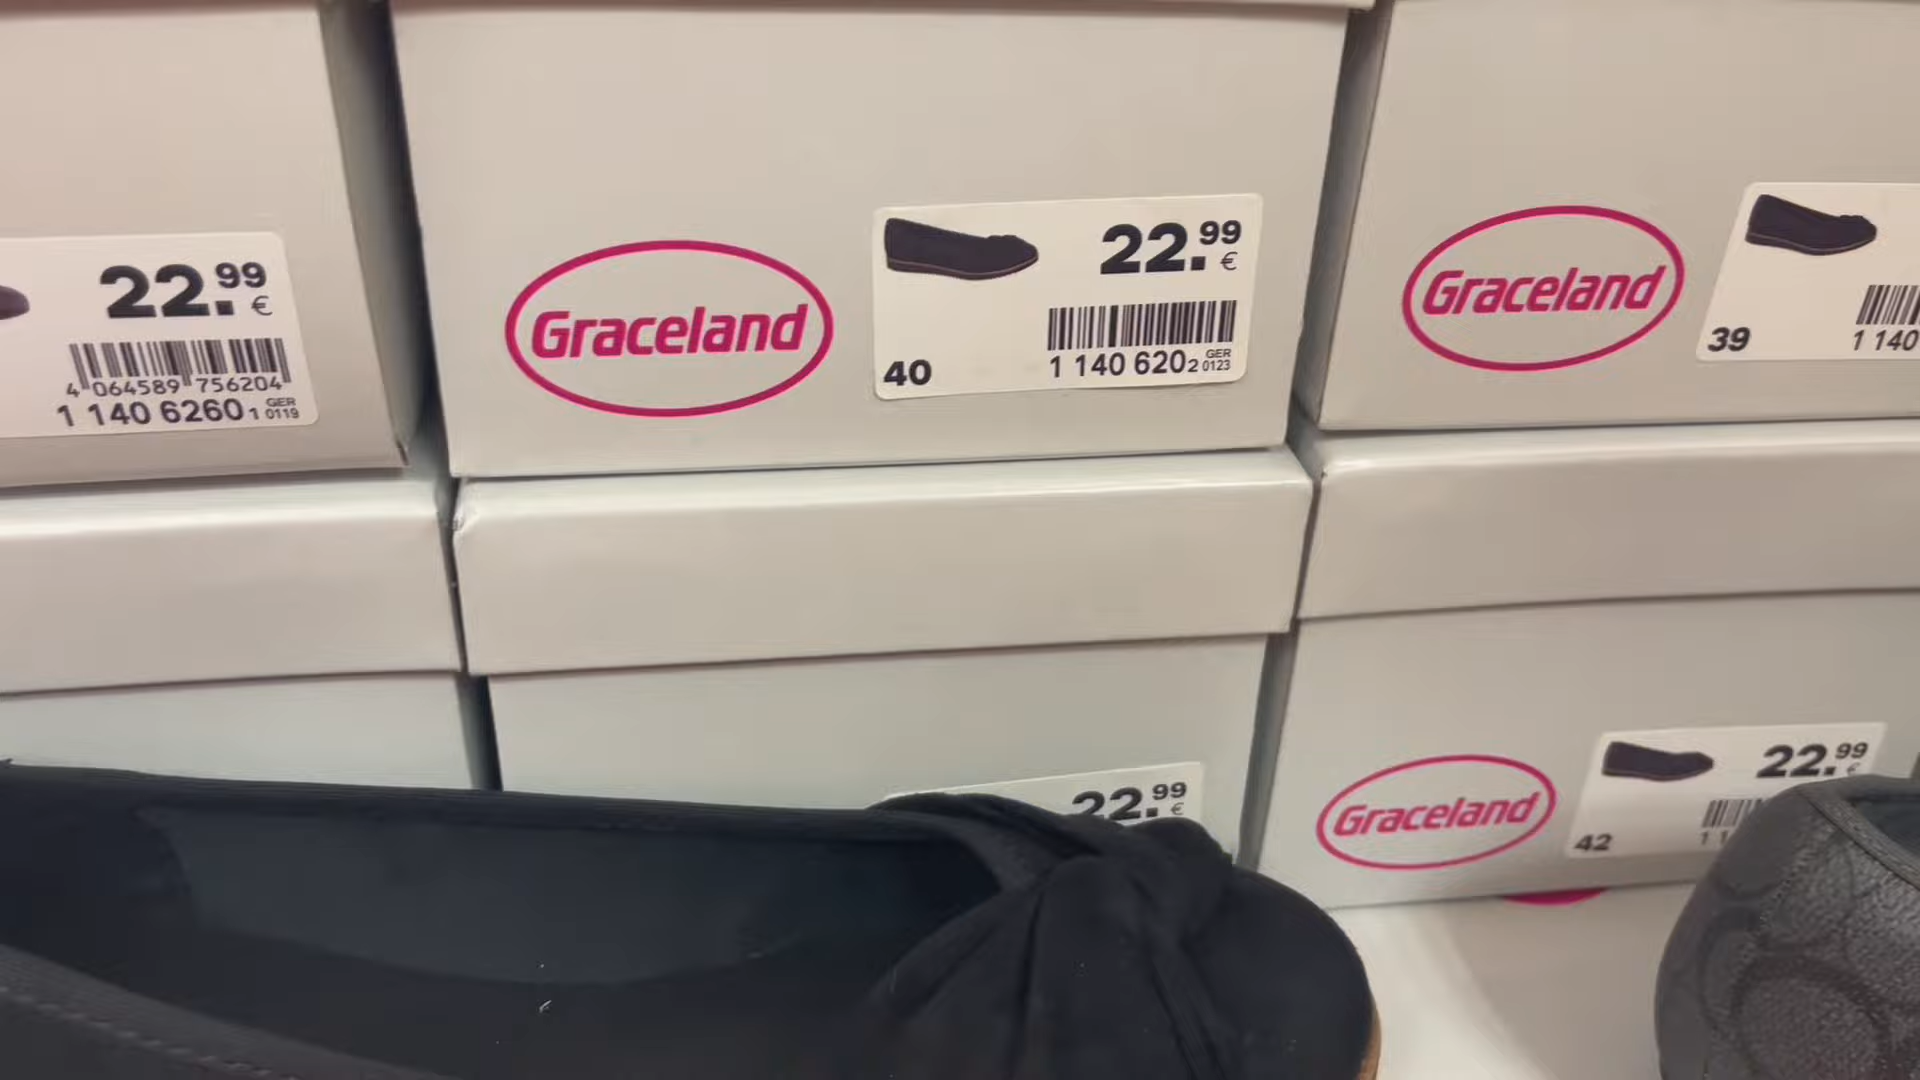 22.99 €
4 064589 756204
1 140 6260 1 GER 0119
Graceland
22.99 €
40
1 140 620 2 GER 0123
Graceland
39
1 140
22.99 €
Graceland
22.99 €
42